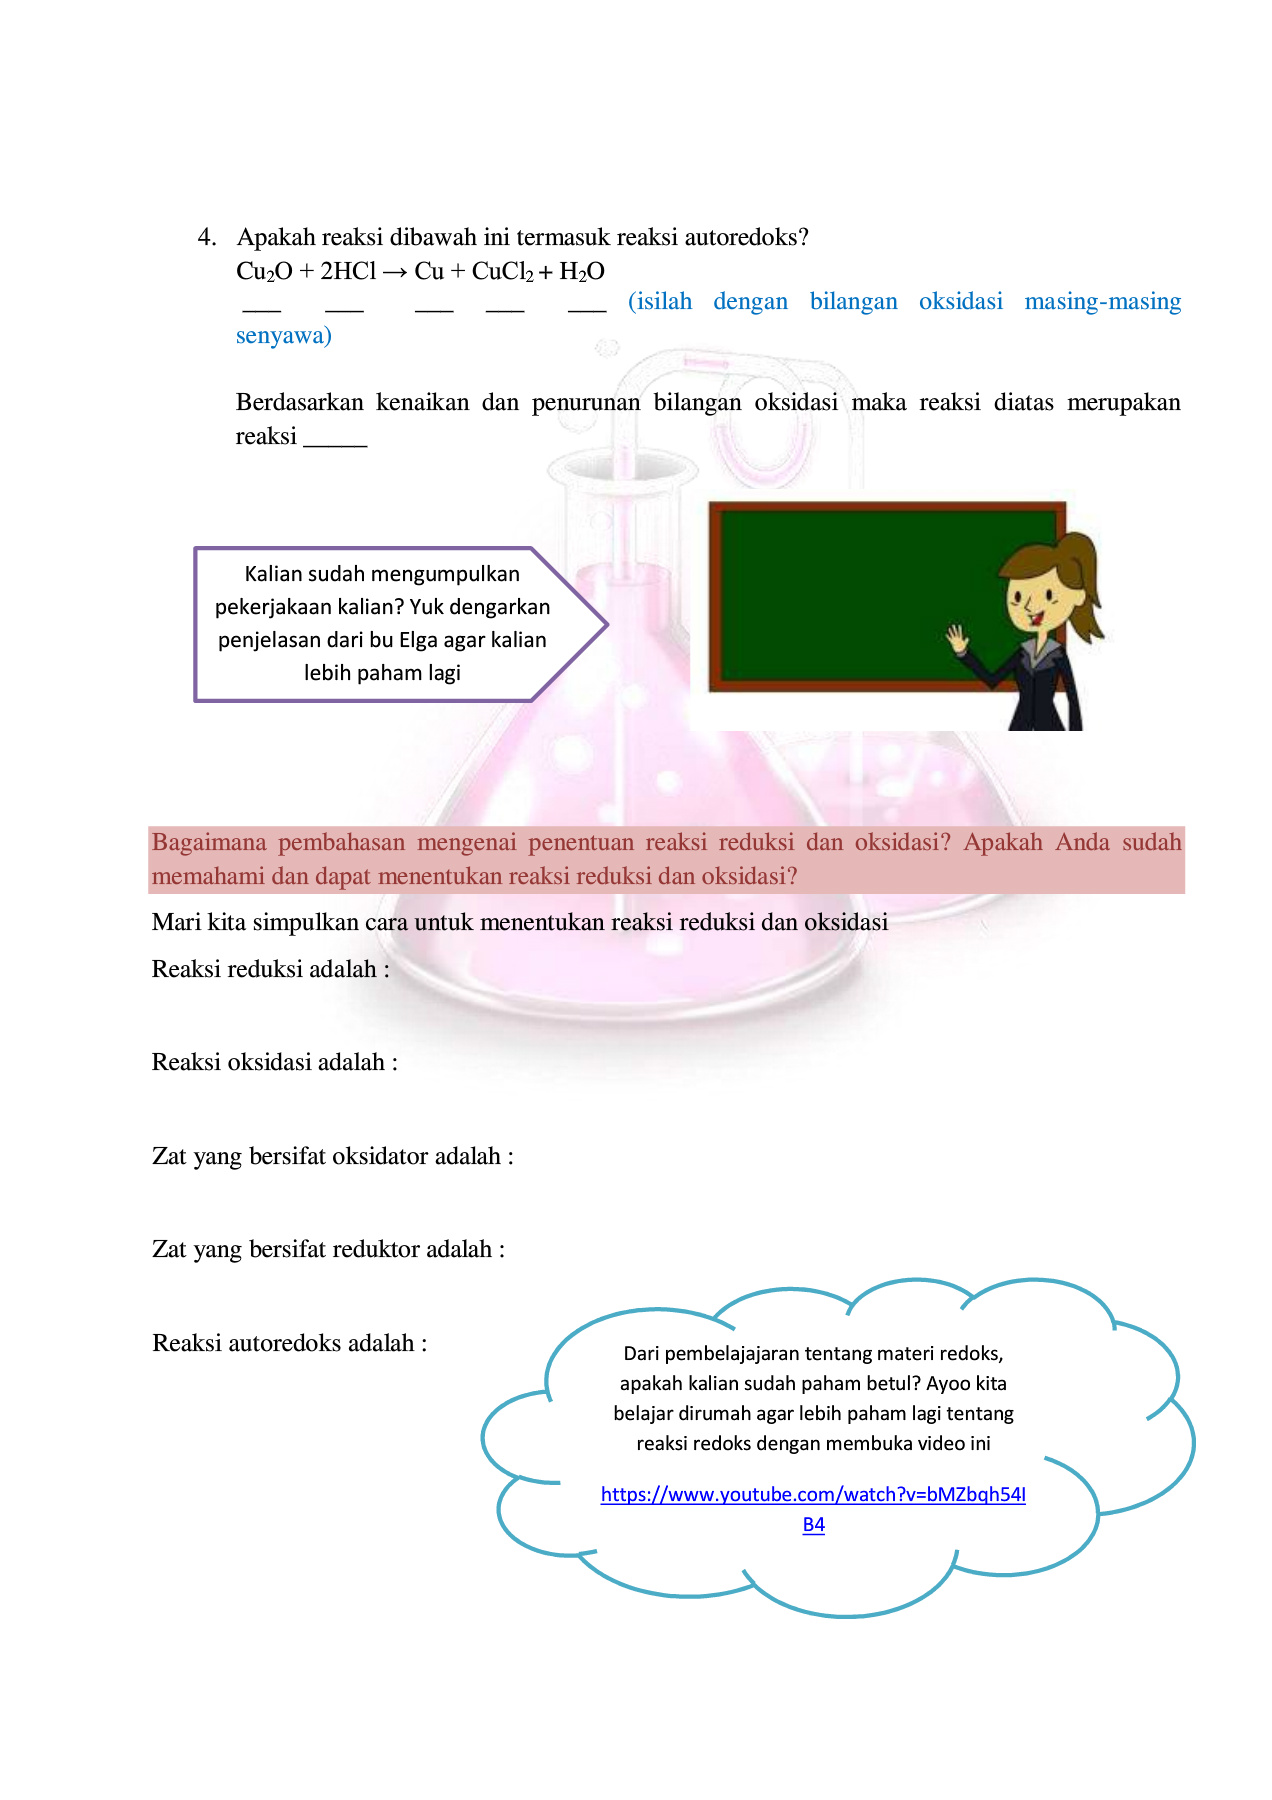 4. Apakah reaksi dibawah ini termasuk reaksi autoredoks?
Cu₂O + 2HCl → Cu + CuCl₂ + H₂O
___ ___ ___ ___ ___ (isilah dengan bilangan oksidasi masing-masing
senyawa)
Berdasarkan kenaikan dan penurunan bilangan oksidasi maka reaksi diatas merupakan
reaksi _____
Kalian sudah mengumpulkan
pekerjakaan kalian? Yuk dengarkan
penjelasan dari bu Elga agar kalian
lebih paham lagi
Bagaimana pembahasan mengenai penentuan reaksi reduksi dan oksidasi? Apakah Anda sudah
memahami dan dapat menentukan reaksi reduksi dan oksidasi?
Mari kita simpulkan cara untuk menentukan reaksi reduksi dan oksidasi
Reaksi reduksi adalah :
Reaksi oksidasi adalah :
Zat yang bersifat oksidator adalah :
Zat yang bersifat reduktor adalah :
Reaksi autoredoks adalah :
Dari pembelajajaran tentang materi redoks,
apakah kalian sudah paham betul? Ayoo kita
belajar dirumah agar lebih paham lagi tentang
reaksi redoks dengan membuka video ini
https://www.youtube.com/watch?v=bMZbqh54I
B4